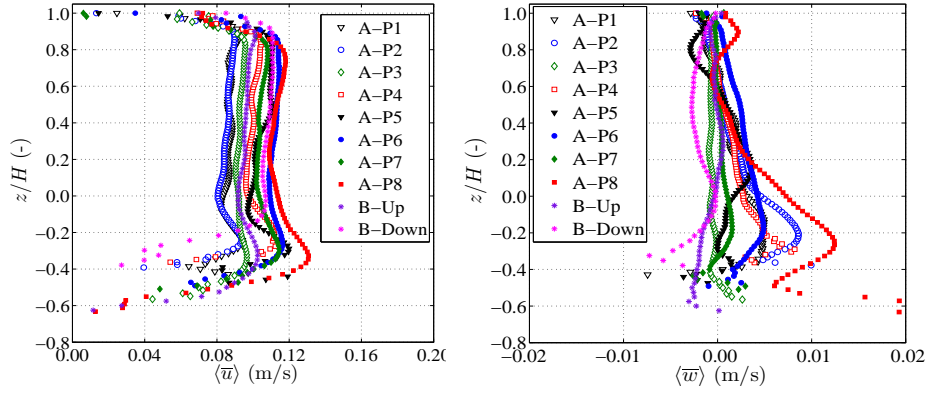 1.0
0.8
0.6
0.4
0.2
0.0
−0.2
−0.4
−0.6
−0.8
z/H (-)
0.00 0.04 0.08 0.12 0.16 0.20
⟨u̅⟩ (m/s)
A−P1
A−P2
A−P3
A−P4
A−P5
A−P6
A−P7
A−P8
B−Up
B−Down
1.0
0.8
0.6
0.4
0.2
0.0
−0.2
−0.4
−0.6
−0.8
z/H (-)
−0.02 −0.01 0.00 0.01 0.02
⟨w̅⟩ (m/s)
A−P1
A−P2
A−P3
A−P4
A−P5
A−P6
A−P7
A−P8
B−Up
B−Down